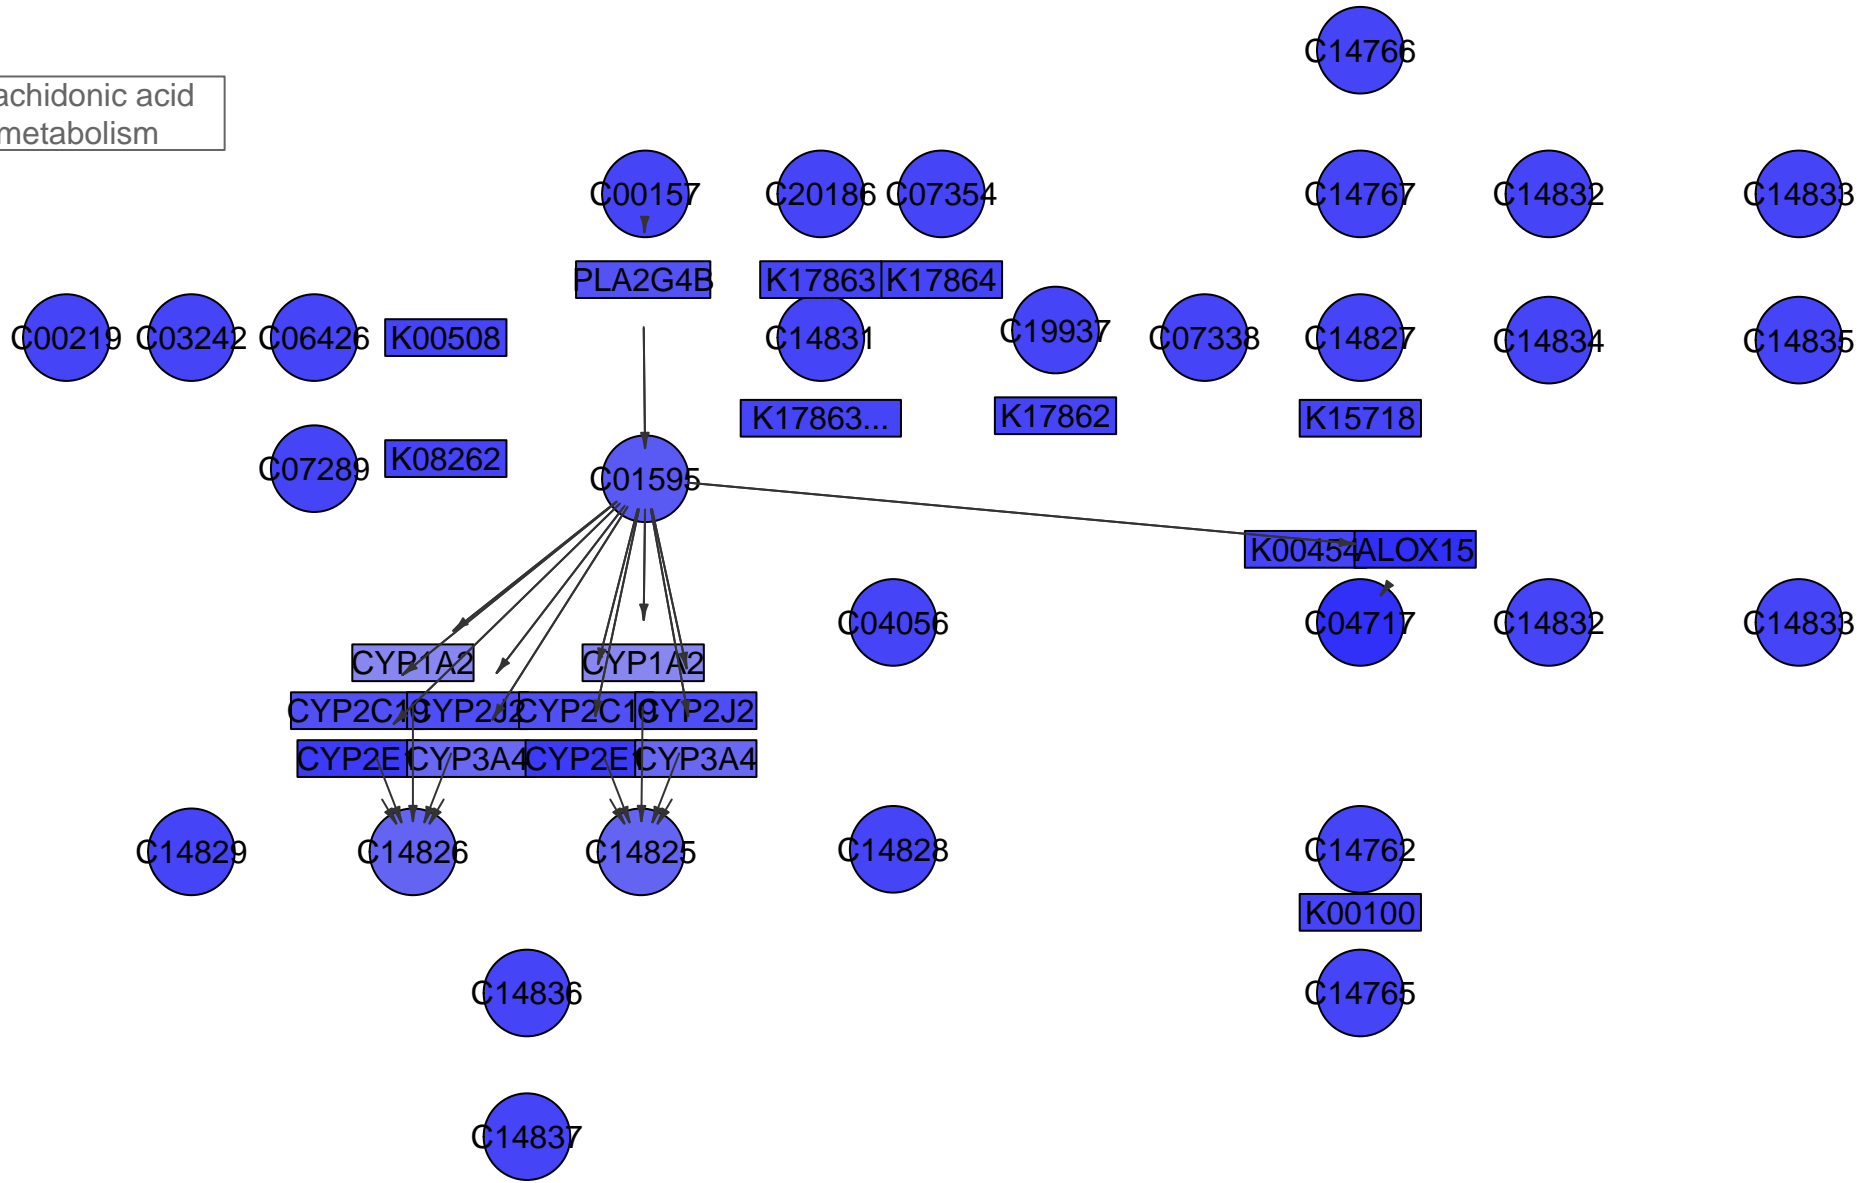 C14766
achidonic acid
metabolism
C00157
C20186
C07354
C14767
C14832
C14833
PLA2G4B
K17863
K17864
C00219
C03242
C06426
K00508
C14831
C19937
C07338
C14827
C14834
C14835
K17863...
K17862
K15718
C07289
K08262
C01595
K00454
ALOX15
C04056
C04717
C14832
C14833
CYP1A2
CYP1A2
CYP2C19
CYP2J2
CYP2C19
CYP2J2
CYP2E1
CYP3A4
CYP2E1
CYP3A4
C14829
C14826
C14825
C14828
C14762
K00100
C14836
C14765
C14837